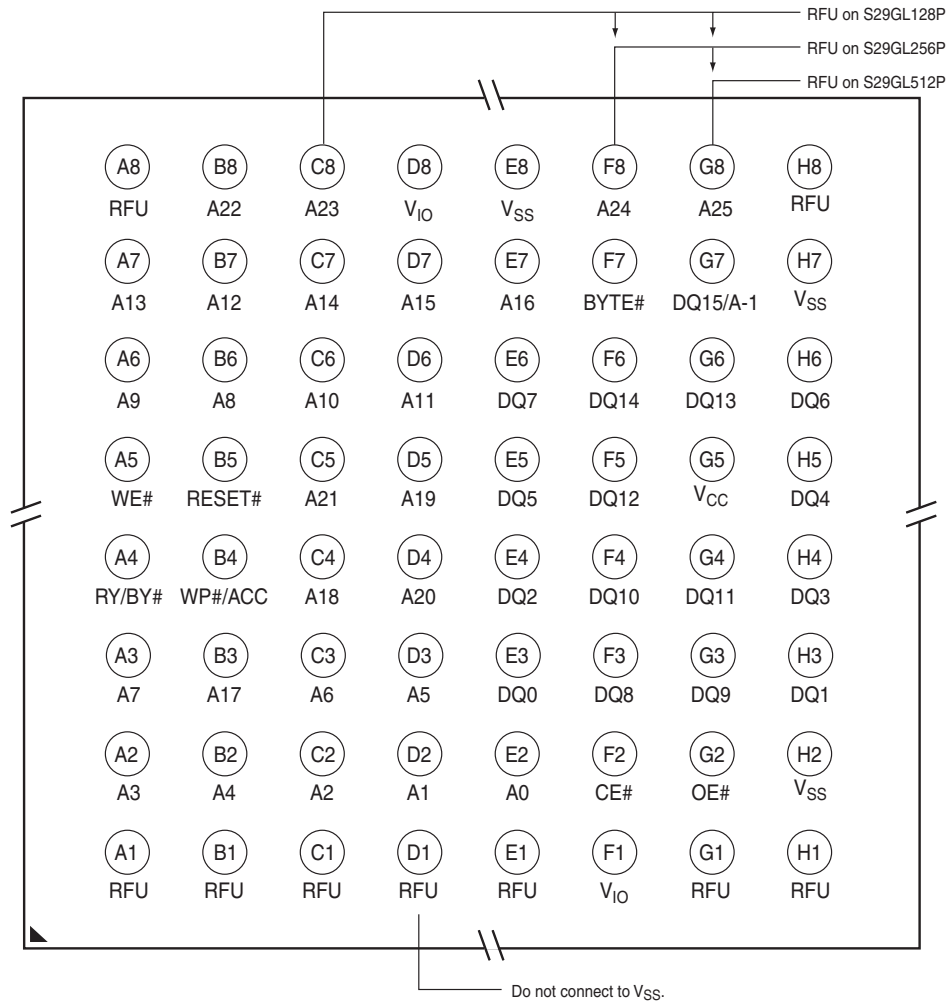 RFU on S29GL128P
RFU on S29GL256P
RFU on S29GL512P
A8 B8 C8 D8 E8 F8 G8 H8
RFU A22 A23 VIO VSS A24 A25 RFU
A7 B7 C7 D7 E7 F7 G7 H7
A13 A12 A14 A15 A16 BYTE# DQ15/A-1 VSS
A6 B6 C6 D6 E6 F6 G6 H6
A9 A8 A10 A11 DQ7 DQ14 DQ13 DQ6
A5 B5 C5 D5 E5 F5 G5 H5
WE# RESET# A21 A19 DQ5 DQ12 VCC DQ4
A4 B4 C4 D4 E4 F4 G4 H4
RY/BY# WP#/ACC A18 A20 DQ2 DQ10 DQ11 DQ3
A3 B3 C3 D3 E3 F3 G3 H3
A7 A17 A6 A5 DQ0 DQ8 DQ9 DQ1
A2 B2 C2 D2 E2 F2 G2 H2
A3 A4 A2 A1 A0 CE# OE# VSS
A1 B1 C1 D1 E1 F1 G1 H1
RFU RFU RFU RFU RFU VIO RFU RFU
Do not connect to VSS.